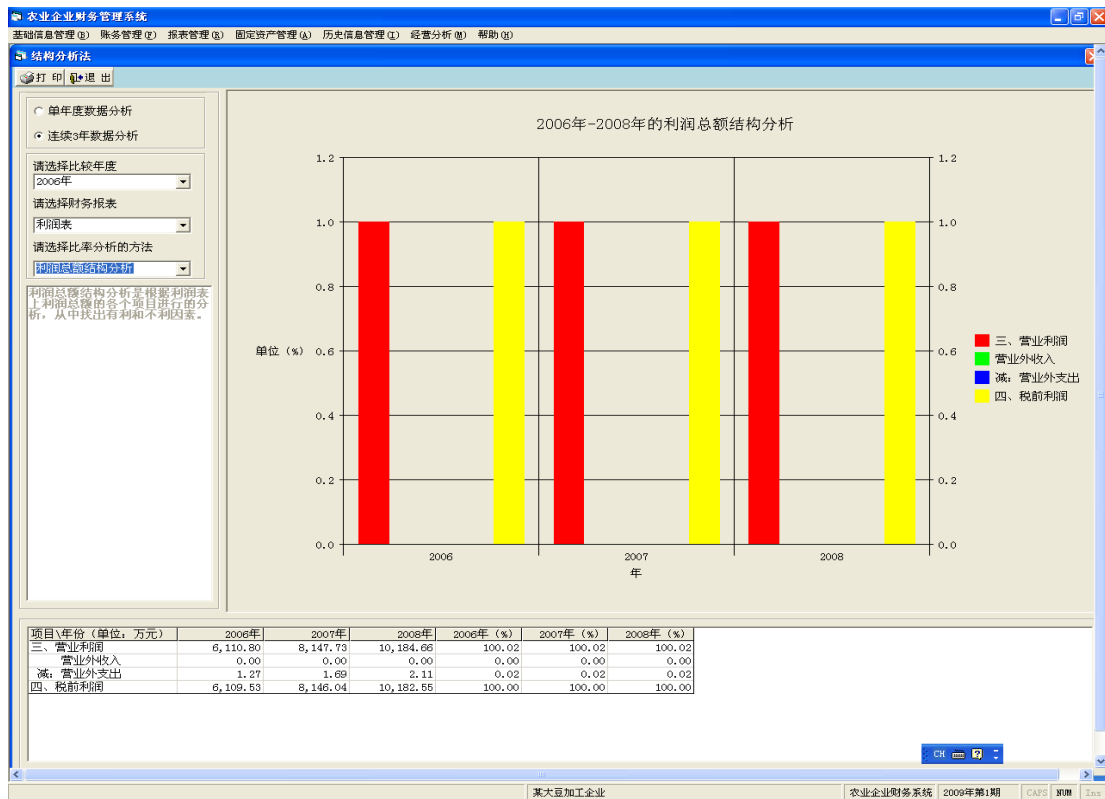 农业企业财务管理系统
基础信息管理(B) 账务管理(F) 报表管理(R) 固定资产管理(A) 历史信息管理(I) 经营分析(M) 帮助(H)
结构分析法
打 印 退 出
单年度数据分析
连续3年数据分析
请选择比较年度
2006年
请选择财务报表
利润表
请选择比率分析的方法
利润总额结构分析
利润总额结构分析是根据利润表
上利润总额的各个项目进行的分
析，从中找出有利和不利因素。
2006年-2008年的利润总额结构分析
1.2 1.2
1.0 1.0
0.8 0.8
单位（%） 0.6 0.6
0.4 0.4
0.2 0.2
0.0 0.0
2006 2007 2008
年
三、营业利润
营业外收入
减：营业外支出
四、税前利润
项目\年份（单位：万元） 2006年 2007年 2008年 2006年（%） 2007年（%） 2008年（%）
三、营业利润 6,110.80 8,147.73 10,184.66 100.02 100.02 100.02
营业外收入 0.00 0.00 0.00 0.00 0.00 0.00
减：营业外支出 1.27 1.69 2.11 0.02 0.02 0.02
四、税前利润 6,109.53 8,146.04 10,182.55 100.00 100.00 100.00
CH
某大豆加工企业 农业企业财务系统 2009年第1期 CAPS NUM Ins